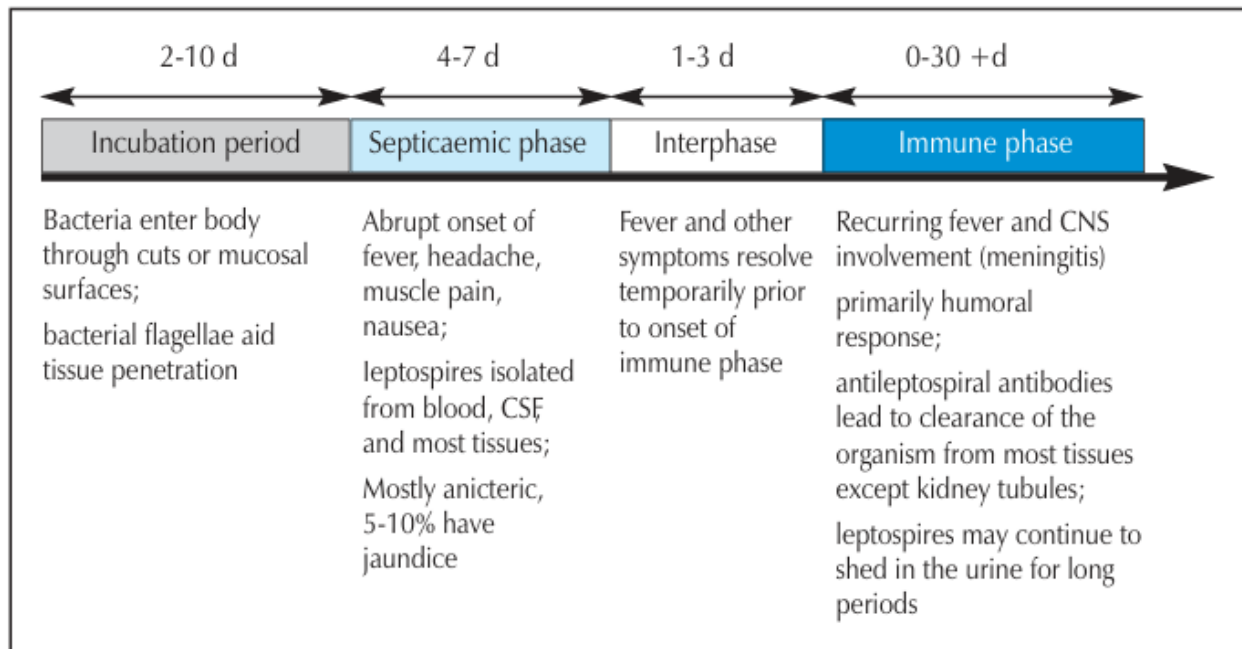 2-10 d
4-7 d
1-3 d
0-30 +d
Incubation period
Septicaemic phase
Interphase
Immune phase
Bacteria enter body
through cuts or mucosal
surfaces;
bacterial flagellae aid
tissue penetration
Abrupt onset of
fever, headache,
muscle pain,
nausea;
leptospires isolated
from blood, CSF,
and most tissues;
Mostly anicteric,
5-10% have
jaundice
Fever and other
symptoms resolve
temporarily prior
to onset of
immune phase
Recurring fever and CNS
involvement (meningitis)
primarily humoral
response;
antileptospiral antibodies
lead to clearance of the
organism from most tissues
except kidney tubules;
leptospires may continue to
shed in the urine for long
periods